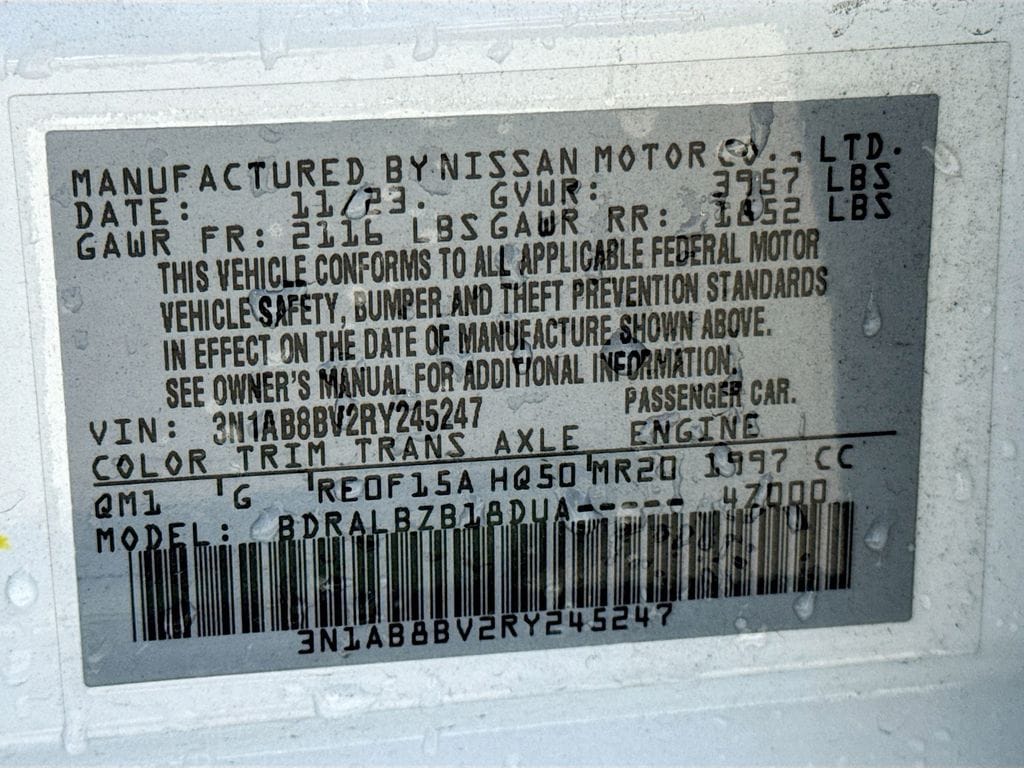 MANUFACTURED BY NISSAN MOTOR CO., LTD.
DATE: 11/23. GVWR: 3957 LBS
GAWR FR: 2116 LBS GAWR RR: 1852 LBS
THIS VEHICLE CONFORMS TO ALL APPLICABLE FEDERAL MOTOR
VEHICLE SAFETY, BUMPER AND THEFT PREVENTION STANDARDS
IN EFFECT ON THE DATE OF MANUFACTURE SHOWN ABOVE.
SEE OWNER'S MANUAL FOR ADDITIONAL INFORMATION.
VIN: 3N1AB8BV2RY245247 PASSENGER CAR.
COLOR TRIM TRANS AXLE ENGINE
QM1 G RE0F15A HQ50 MR20 1997 CC
MODEL: BDRALBZB18DUA----- 4Z000
3N1AB8BV2RY245247